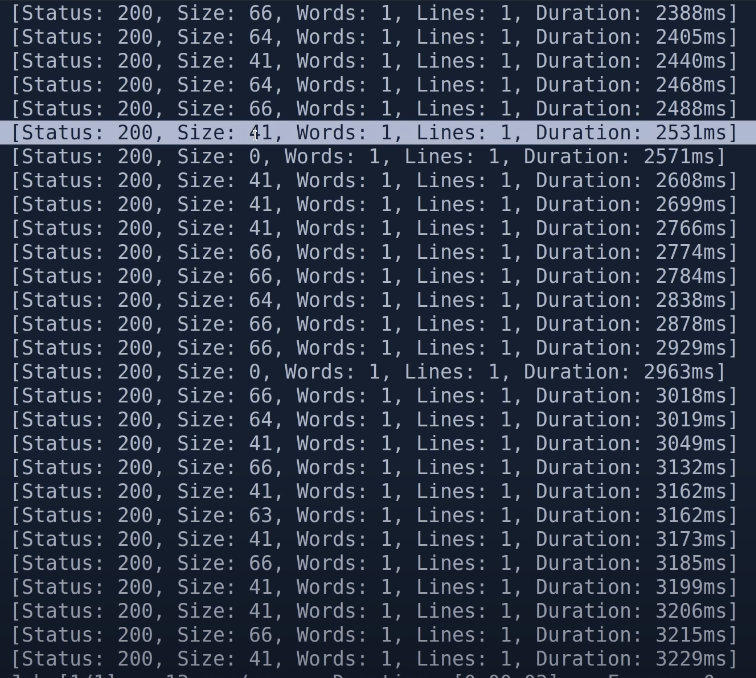 [Status: 200, Size: 66, Words: 1, Lines: 1, Duration: 2388ms]
[Status: 200, Size: 64, Words: 1, Lines: 1, Duration: 2405ms]
[Status: 200, Size: 41, Words: 1, Lines: 1, Duration: 2440ms]
[Status: 200, Size: 64, Words: 1, Lines: 1, Duration: 2468ms]
[Status: 200, Size: 66, Words: 1, Lines: 1, Duration: 2488ms]
[Status: 200, Size: 41, Words: 1, Lines: 1, Duration: 2531ms]
[Status: 200, Size: 0, Words: 1, Lines: 1, Duration: 2571ms]
[Status: 200, Size: 41, Words: 1, Lines: 1, Duration: 2608ms]
[Status: 200, Size: 41, Words: 1, Lines: 1, Duration: 2699ms]
[Status: 200, Size: 41, Words: 1, Lines: 1, Duration: 2766ms]
[Status: 200, Size: 66, Words: 1, Lines: 1, Duration: 2774ms]
[Status: 200, Size: 66, Words: 1, Lines: 1, Duration: 2784ms]
[Status: 200, Size: 64, Words: 1, Lines: 1, Duration: 2838ms]
[Status: 200, Size: 66, Words: 1, Lines: 1, Duration: 2878ms]
[Status: 200, Size: 66, Words: 1, Lines: 1, Duration: 2929ms]
[Status: 200, Size: 0, Words: 1, Lines: 1, Duration: 2963ms]
[Status: 200, Size: 66, Words: 1, Lines: 1, Duration: 3018ms]
[Status: 200, Size: 64, Words: 1, Lines: 1, Duration: 3019ms]
[Status: 200, Size: 41, Words: 1, Lines: 1, Duration: 3049ms]
[Status: 200, Size: 66, Words: 1, Lines: 1, Duration: 3132ms]
[Status: 200, Size: 41, Words: 1, Lines: 1, Duration: 3162ms]
[Status: 200, Size: 63, Words: 1, Lines: 1, Duration: 3162ms]
[Status: 200, Size: 41, Words: 1, Lines: 1, Duration: 3173ms]
[Status: 200, Size: 66, Words: 1, Lines: 1, Duration: 3185ms]
[Status: 200, Size: 41, Words: 1, Lines: 1, Duration: 3199ms]
[Status: 200, Size: 41, Words: 1, Lines: 1, Duration: 3206ms]
[Status: 200, Size: 66, Words: 1, Lines: 1, Duration: 3215ms]
[Status: 200, Size: 41, Words: 1, Lines: 1, Duration: 3229ms]